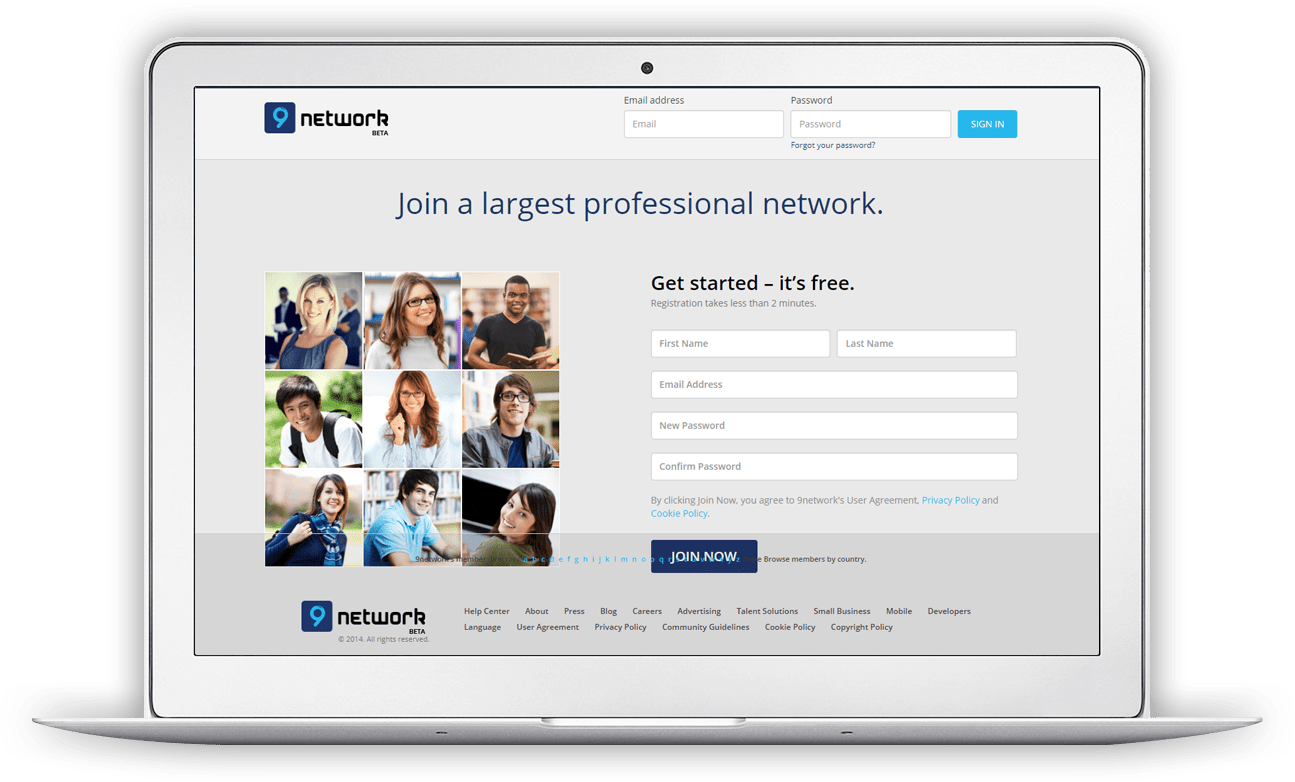 9 network
BETA
Email address
Password
Email
Password
SIGN IN
Forgot your password?
Join a largest professional network.
Get started – it's free.
Registration takes less than 2 minutes.
First Name
Last Name
Email Address
New Password
Confirm Password
By clicking Join Now, you agree to 9network's User Agreement, Privacy Policy and
Cookie Policy.
JOIN NOW
9network's member a b c d e f g h i j k l m n o p q r Browse members by country.
9 network
BETA
© 2014. All rights reserved.
Help Center About Press Blog Careers Advertising Talent Solutions Small Business Mobile Developers
Language User Agreement Privacy Policy Community Guidelines Cookie Policy Copyright Policy